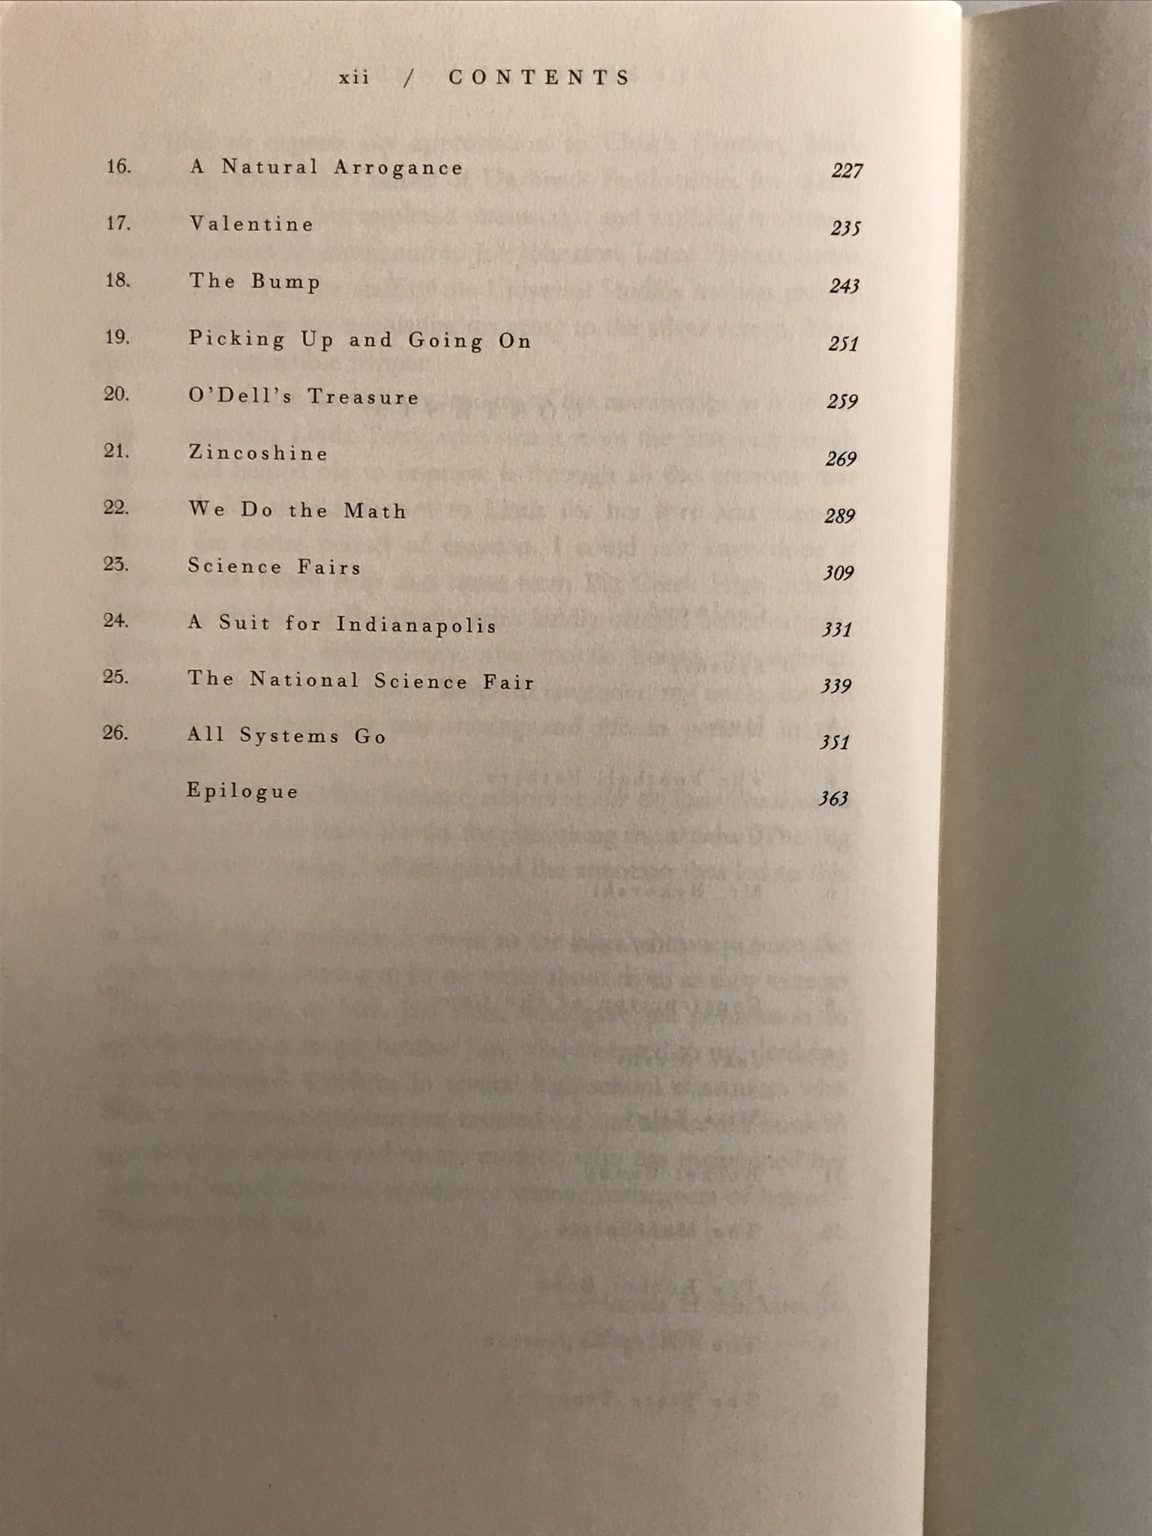 xii / CONTENTS
16. A Natural Arrogance 227
17. Valentine 235
18. The Bump 243
19. Picking Up and Going On 251
20. O'Dell's Treasure 259
21. Zincoshine 269
22. We Do the Math 289
23. Science Fairs 309
24. A Suit for Indianapolis 331
25. The National Science Fair 339
26. All Systems Go 351
Epilogue 363